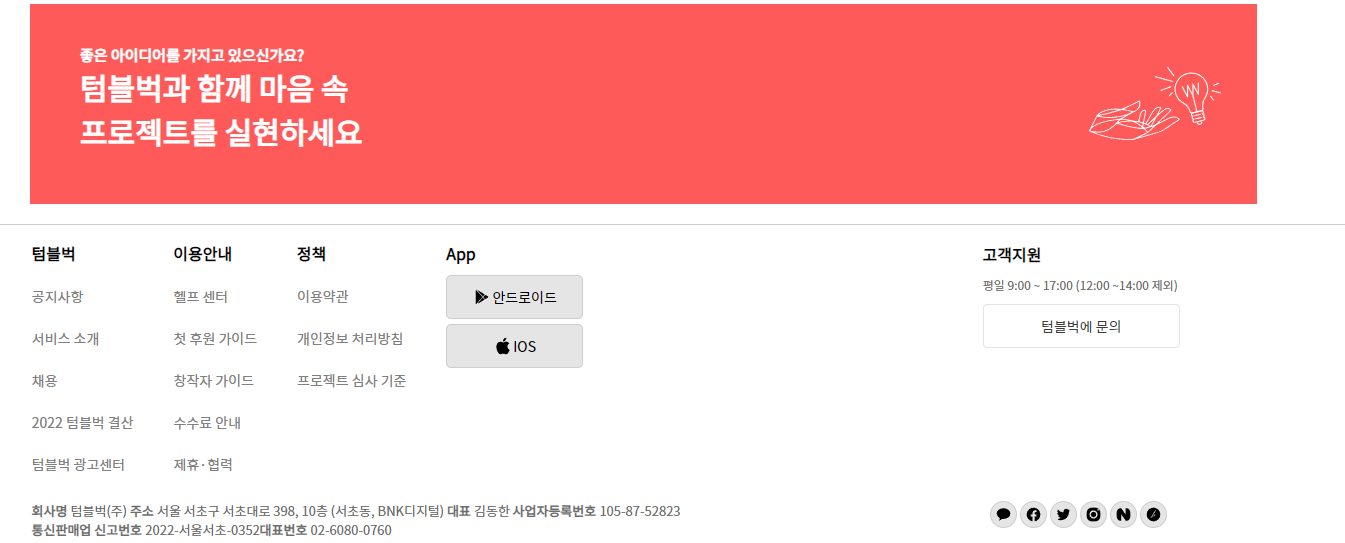 좋은 아이디어를 가지고 있으신가요?
텀블벅과 함께 마음 속
프로젝트를 실현하세요
텀블벅
공지사항
서비스 소개
채용
2022 텀블벅 결산
텀블벅 광고센터
이용안내
헬프 센터
첫 후원 가이드
창작자 가이드
수수료 안내
제휴·협력
정책
이용약관
개인정보 처리방침
프로젝트 심사 기준
App
안드로이드
IOS
고객지원
평일 9:00 ~ 17:00 (12:00 ~14:00 제외)
텀블벅에 문의
회사명 텀블벅(주) 주소 서울 서초구 서초대로 398, 10층 (서초동, BNK디지털) 대표 김동한 사업자등록번호 105-87-52823
통신판매업 신고번호 2022-서울서초-0352대표번호 02-6080-0760